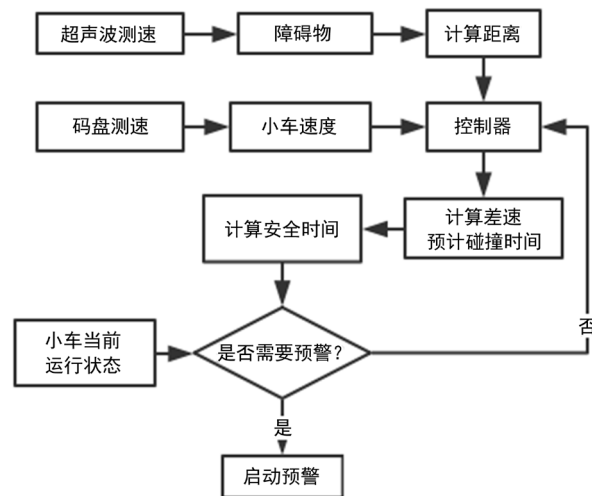 超声波测速
障碍物
计算距离
码盘测速
小车速度
控制器
计算安全时间
计算差速
预计碰撞时间
小车当前
运行状态
是否需要预警?
否
是
启动预警